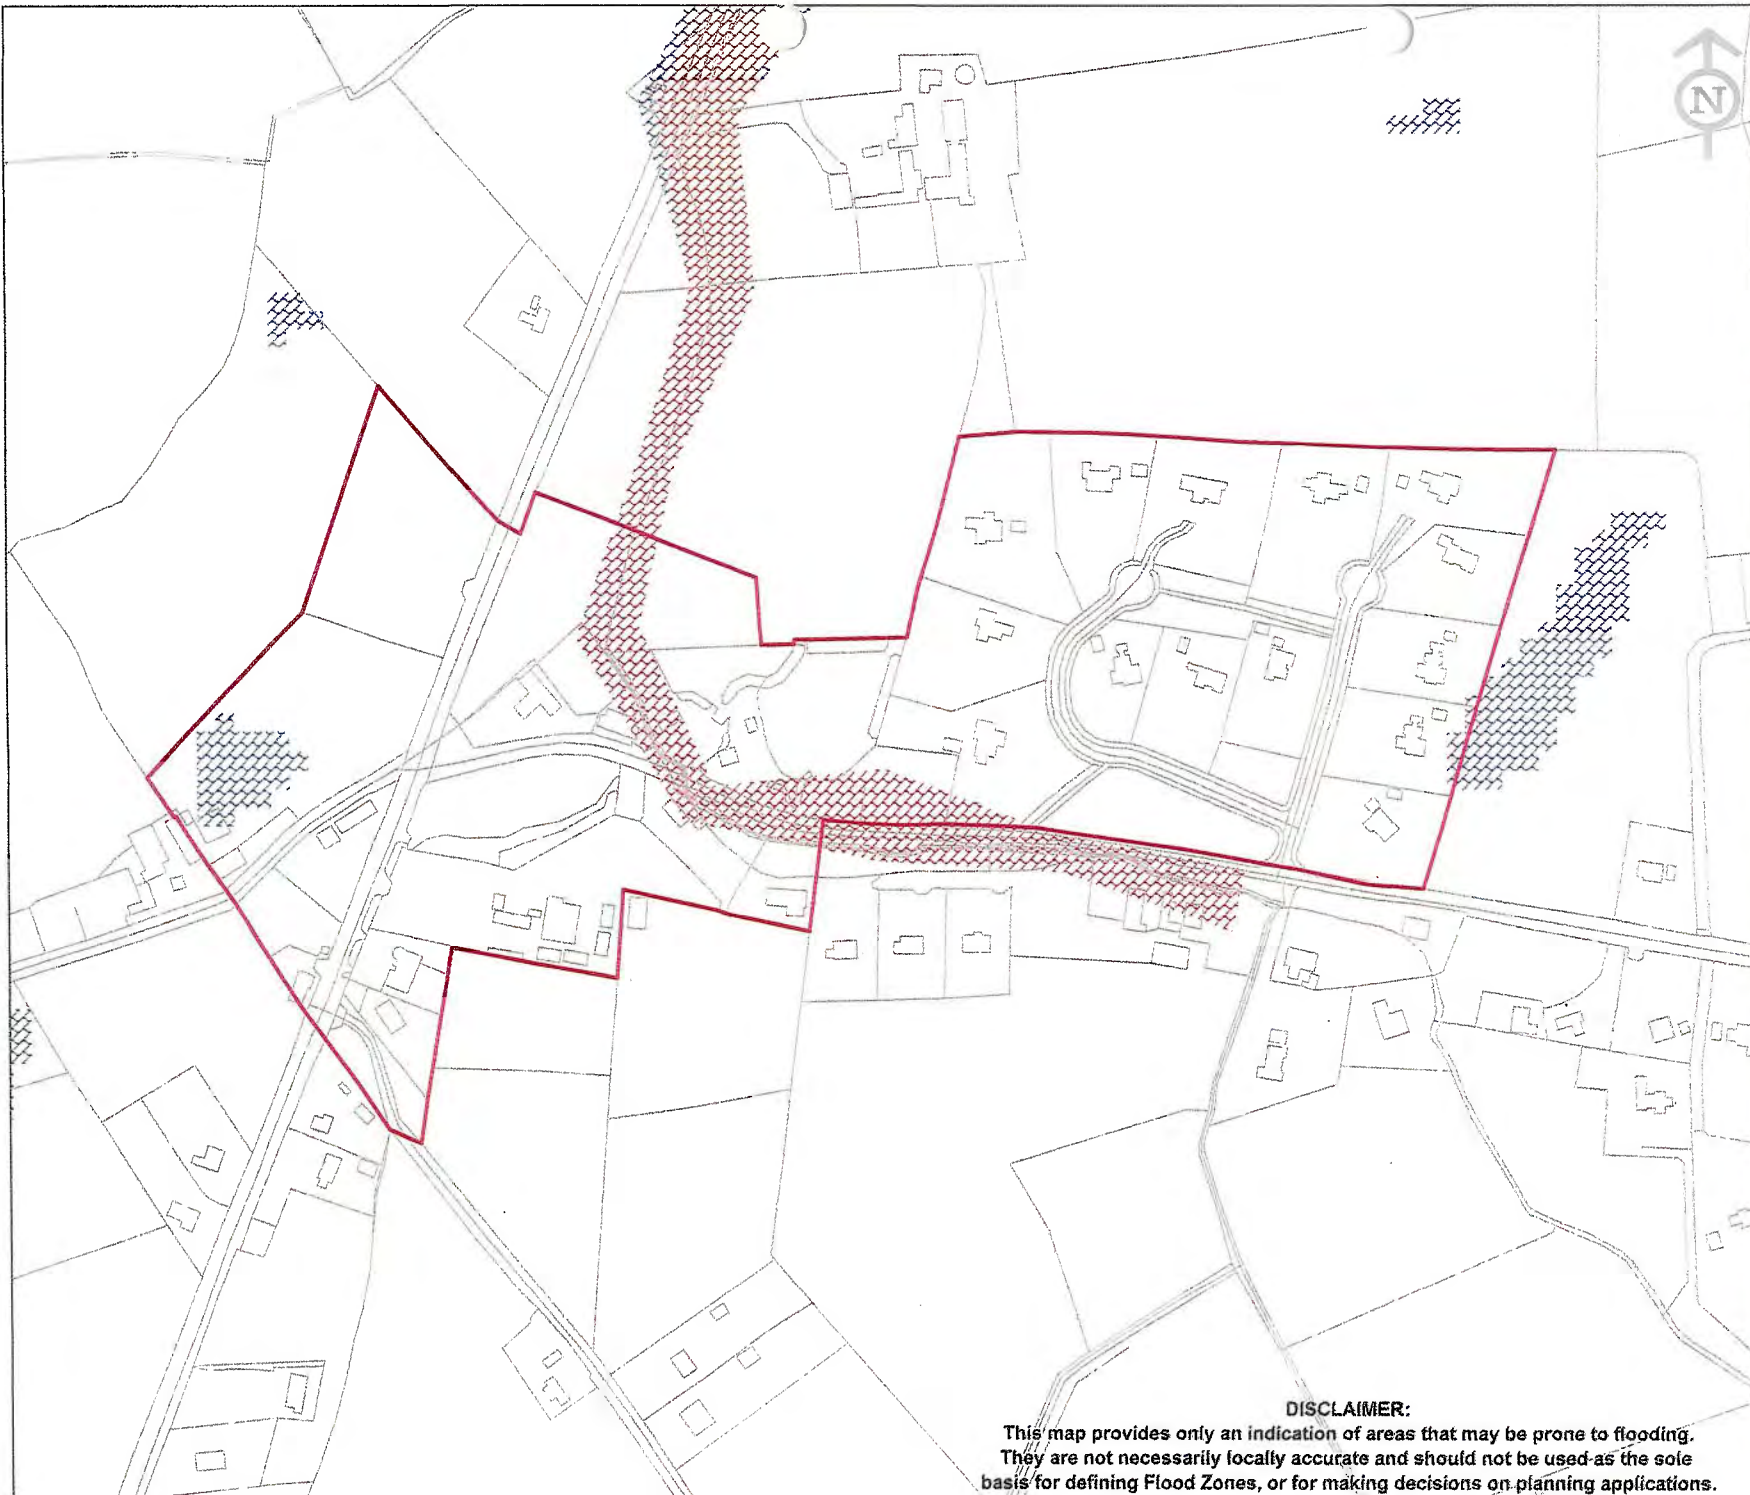 N
DISCLAIMER:
This map provides only an indication of areas that may be prone to flooding.
They are not necessarily locally accurate and should not be used as the sole
basis for defining Flood Zones, or for making decisions on planning applications.